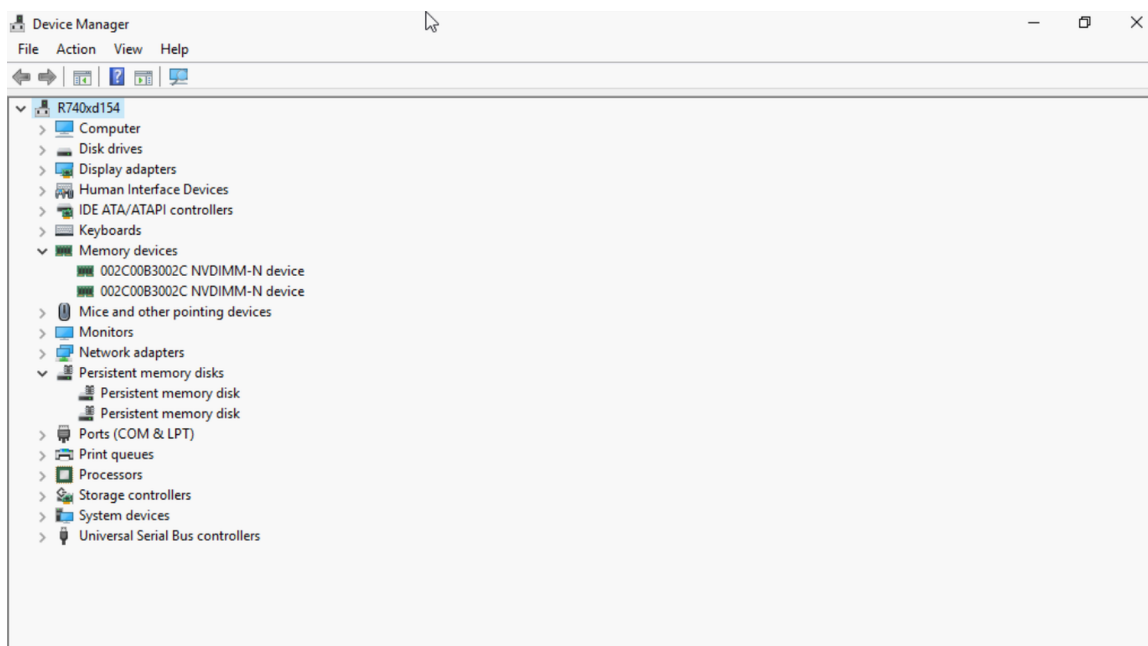 Device Manager
File Action View Help
R740xd154
Computer
Disk drives
Display adapters
Human Interface Devices
IDE ATA/ATAPI controllers
Keyboards
Memory devices
002C00B3002C NVDIMM-N device
002C00B3002C NVDIMM-N device
Mice and other pointing devices
Monitors
Network adapters
Persistent memory disks
Persistent memory disk
Persistent memory disk
Ports (COM & LPT)
Print queues
Processors
Storage controllers
System devices
Universal Serial Bus controllers